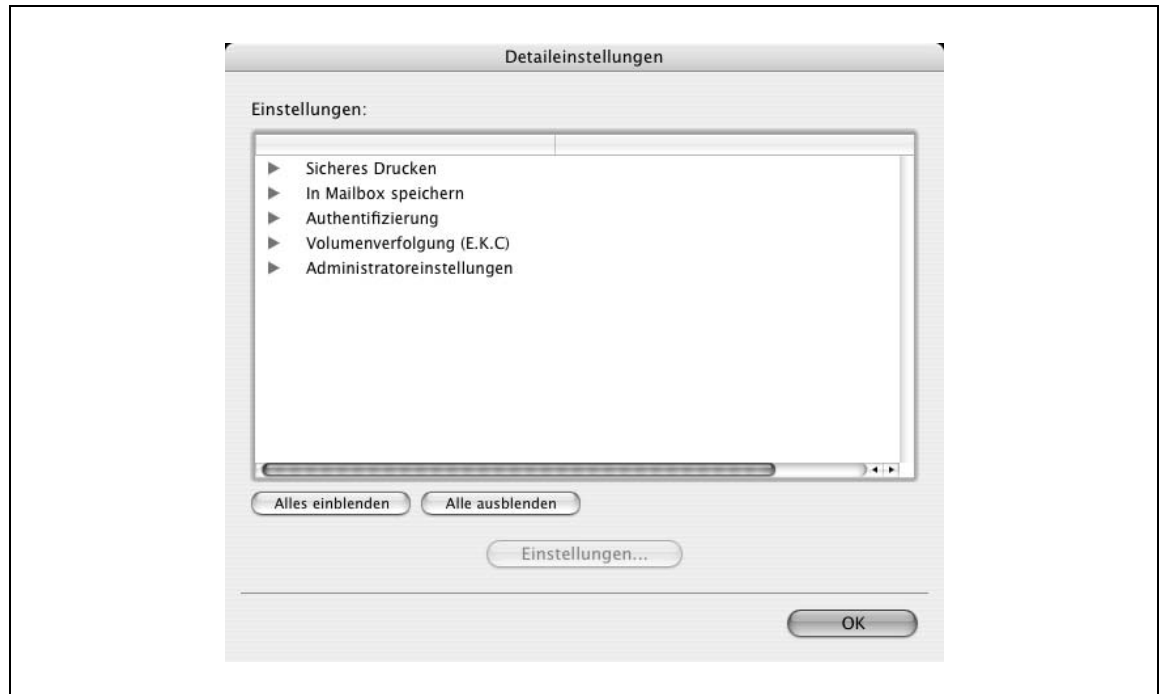 Detaileinstellungen
Einstellungen:
Sicheres Drucken
In Mailbox speichern
Authentifizierung
Volumenverfolgung (E.K.C)
Administratoreinstellungen
Alles einblenden Alle ausblenden
Einstellungen...
OK